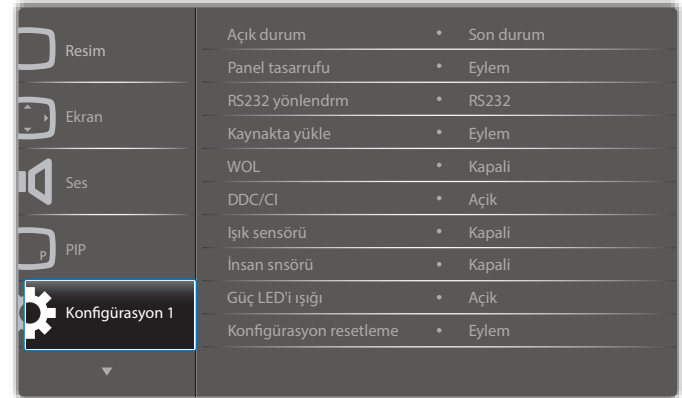 Resim
Ekran
Ses
P
PIP
Konfigürasyon 1
Açık durum • Son durum
Panel tasarrufu • Eylem
RS232 yönlendrm • RS232
Kaynakta yükle • Eylem
WOL • Kapali
DDC/CI • Açik
Işık sensörü • Kapali
İnsan snsörü • Kapali
Güç LED'i ışığı • Açik
Konfigürasyon resetleme • Eylem